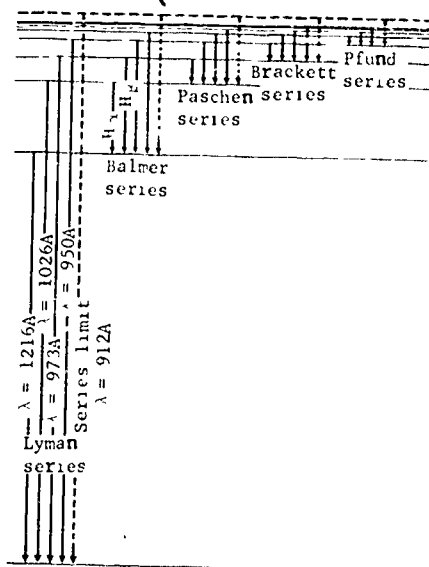 Pfund
series
Brackett
series
Paschen
series
Balmer
series
λ = 1216A
λ = 1026A
λ = 973A
λ = 950A
Series limit
λ = 912A
Lyman
series